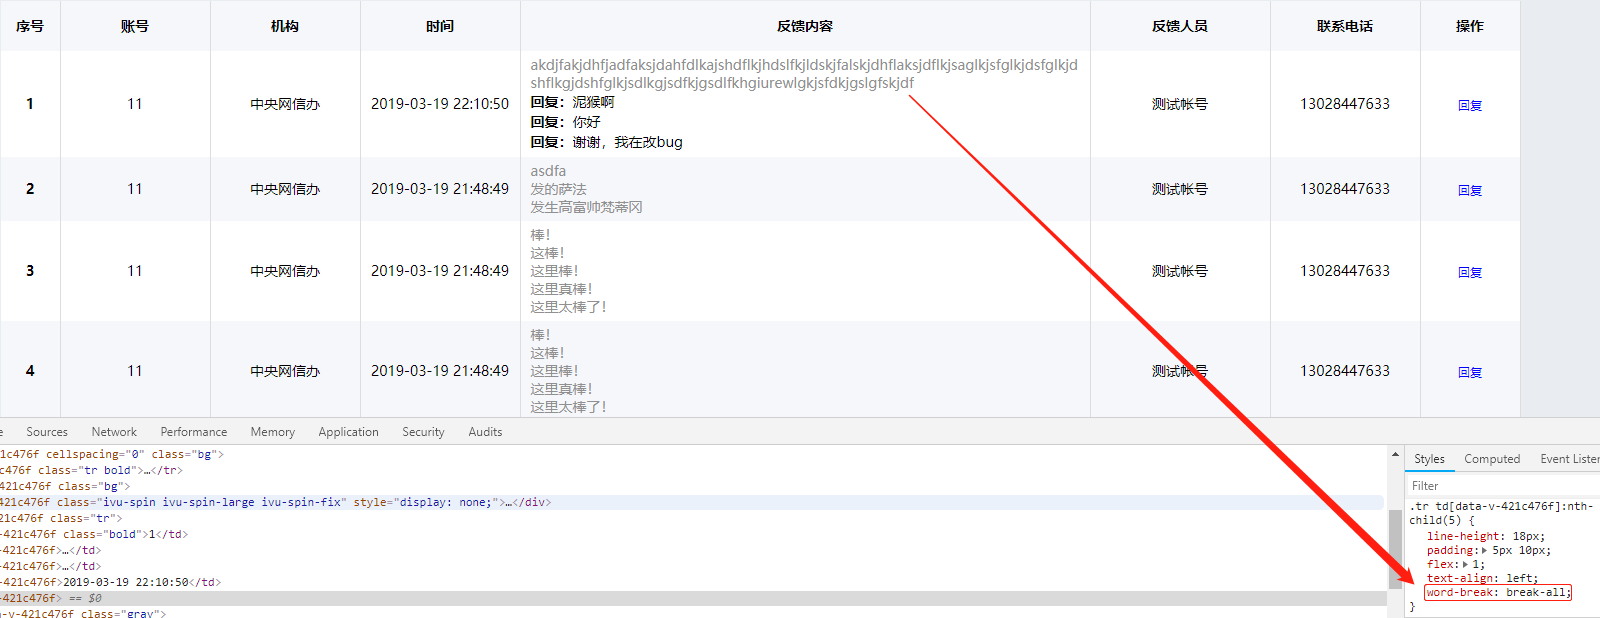 序号 账号 机构 时间 反馈内容 反馈人员 联系电话 操作
akdjfakjdhfjadfaksjdahfdlkajshdflkjhdslfkjldskjfalskjdhflaksjdflkjsaglkjsfglkjdsfglkjd
shflkgjdshfglkjsdlkgjsdfkjgsdlfkhgiurewlgkjsfdkjgslgfskjdf
1 11 中央网信办 2019-03-19 22:10:50 回复：泥猴啊 测试帐号 13028447633 回复
回复：你好
回复：谢谢，我在改bug
asdfa
2 11 中央网信办 2019-03-19 21:48:49 发的萨法 测试帐号 13028447633 回复
发生高富帅梵蒂冈
棒！
这棒！
3 11 中央网信办 2019-03-19 21:48:49 这里棒！ 测试帐号 13028447633 回复
这里真棒！
这里太棒了！
棒！
这棒！
4 11 中央网信办 2019-03-19 21:48:49 这里棒！ 测试帐号 13028447633 回复
这里真棒！
这里太棒了！
e Sources Network Performance Memory Application Security Audits
1c476f cellspacing="0" class="bg">
c476f class="tr bold">…</tr>
421c476f class="bg">
421c476f class="ivu-spin ivu-spin-large ivu-spin-fix" style="display: none;">…</div>
21c476f class="tr">
-421c476f class="bold">1</td>
-421c476f>…</td>
-421c476f>…</td>
-421c476f>2019-03-19 22:10:50</td>
-421c476f> == $0
a-v-421c476f class="gray">
Styles Computed Event Listen
Filter
.tr td[data-v-421c476f]:nth-
child(5) {
line-height: 18px;
padding: 5px 10px;
flex: 1;
text-align: left;
word-break: break-all;
}